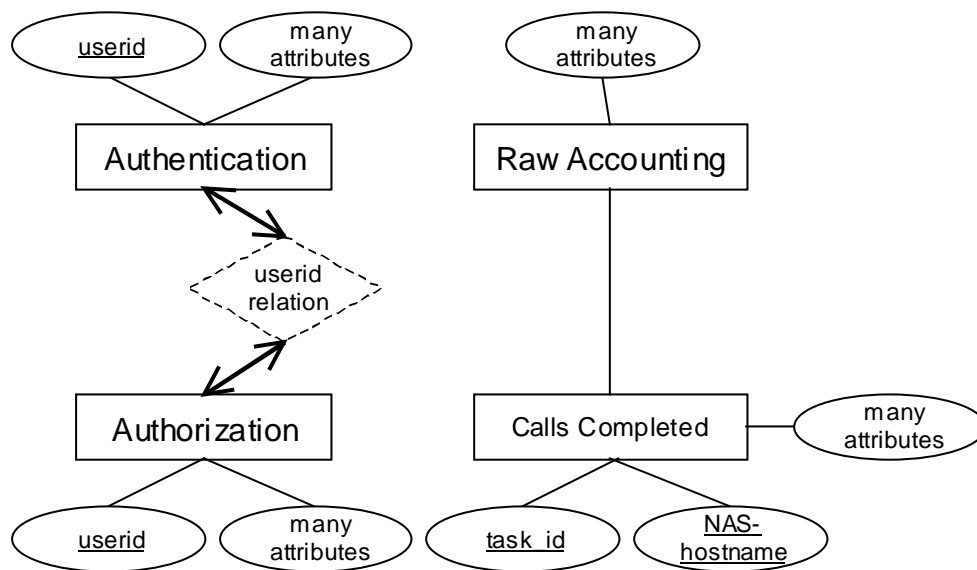 userid
many
attributes
many
attributes
Authentication
Raw Accounting
userid
relation
Authorization
Calls Completed
many
attributes
userid
many
attributes
task_id
NAS-
hostname